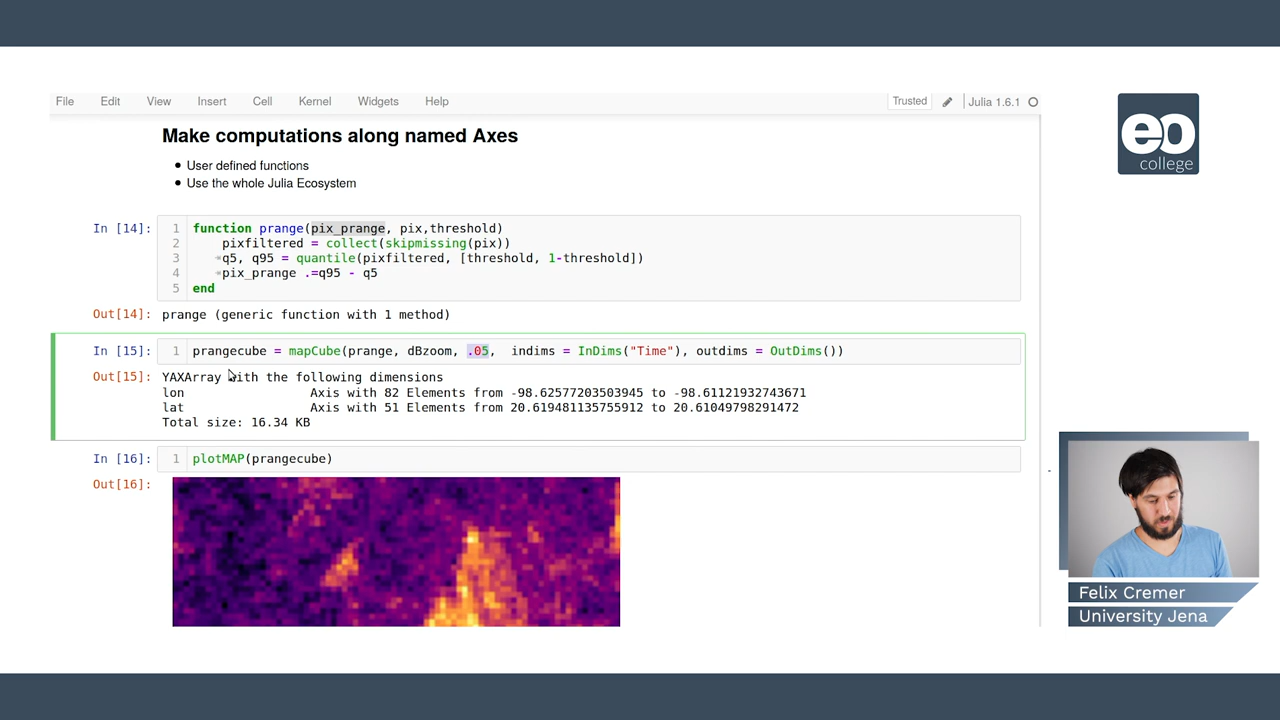 File Edit View Insert Cell Kernel Widgets Help Trusted Julia 1.6.1
eo
college
Make computations along named Axes
User defined functions
Use the whole Julia Ecosystem
In [14]:
1 function prange(pix_prange, pix,threshold)
2 pixfiltered = collect(skipmissing(pix))
3 q5, q95 = quantile(pixfiltered, [threshold, 1-threshold])
4 pix_prange .=q95 - q5
5 end
Out[14]: prange (generic function with 1 method)
In [15]: 1 prangecube = mapCube(prange, dBzoom, .05, indims = InDims("Time"), outdims = OutDims())
Out[15]: YAXArray with the following dimensions
lon Axis with 82 Elements from -98.62577203503945 to -98.61121932743671
lat Axis with 51 Elements from 20.619481135755912 to 20.61049798291472
Total size: 16.34 KB
In [16]: 1 plotMAP(prangecube)
Out[16]:
Felix Cremer
University Jena